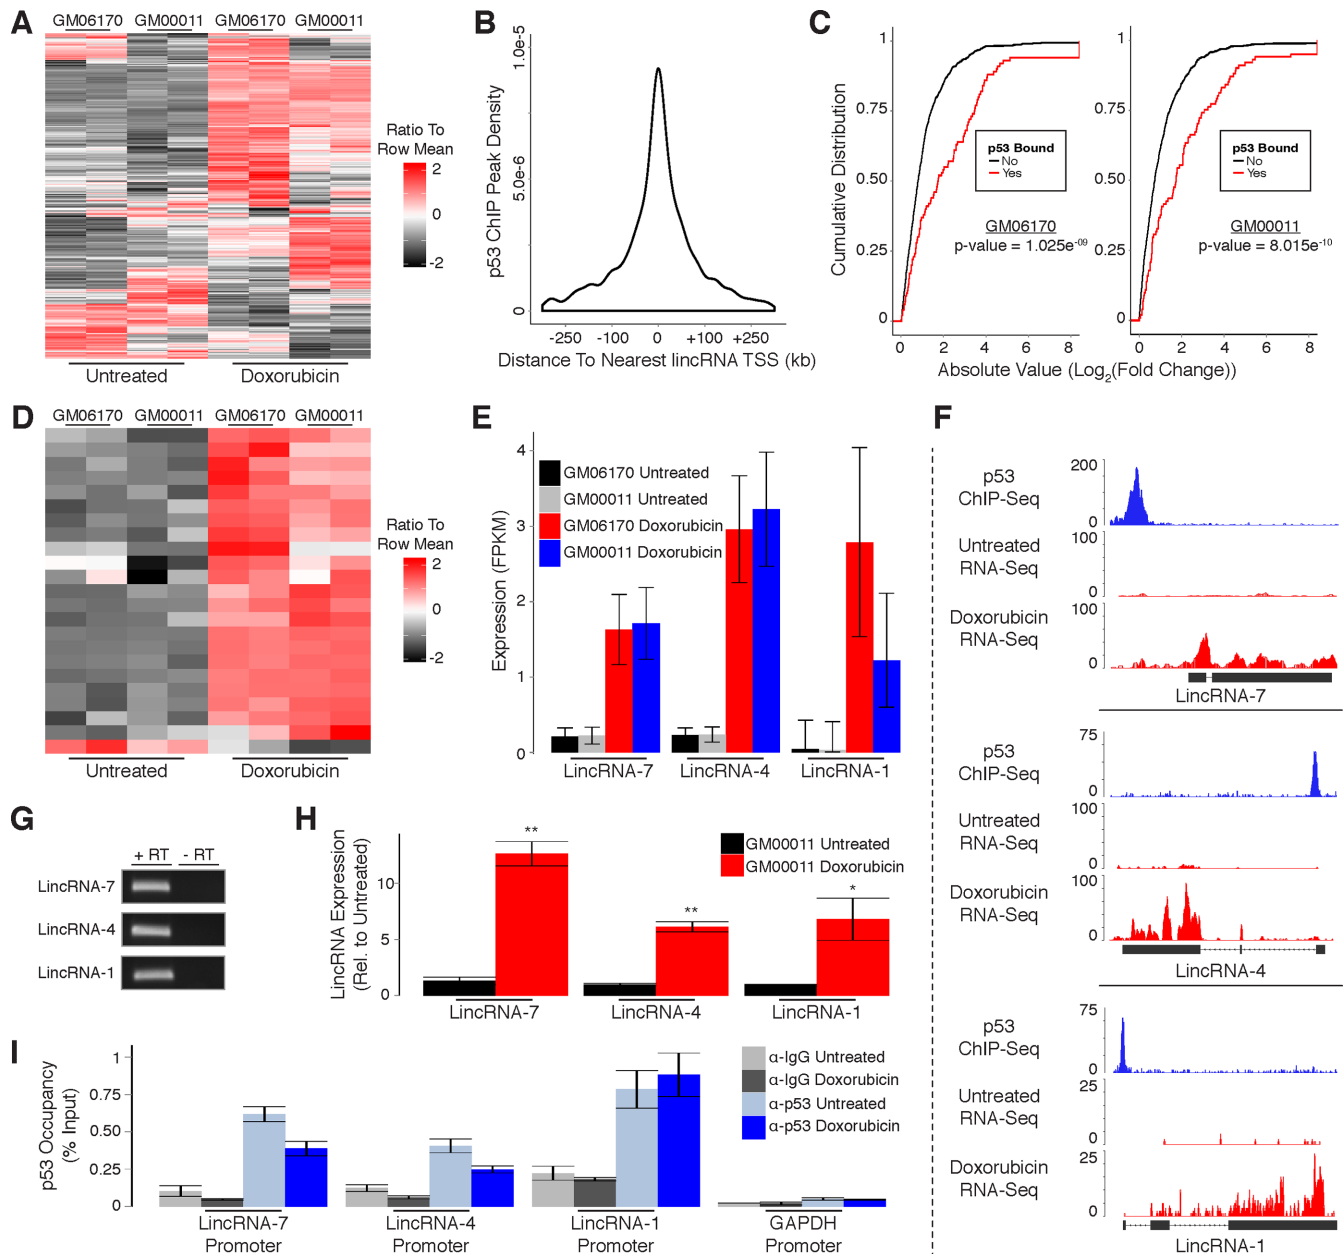 A
GM06170 GM00011 GM06170 GM00011
Ratio To
Row Mean
2
0
-2
Untreated Doxorubicin
B
p53 ChIP Peak Density
1.0e-5
5.0e-6
0
-250 -100 0 +100 +250
Distance To Nearest lincRNA TSS (kb)
C
Cumulative Distribution
1
0.75
0.50
0.25
0
p53 Bound
No
Yes
GM06170
p-value = 1.025e-09
0 2 4 6 8
1
0.75
0.50
0.25
0
p53 Bound
No
Yes
GM00011
p-value = 8.015e-10
0 2 4 6 8
Absolute Value (Log2(Fold Change))
D
GM06170 GM00011 GM06170 GM00011
Ratio To
Row Mean
2
0
-2
Untreated Doxorubicin
E
Expression (FPKM)
4
3
2
1
0
GM06170 Untreated
GM00011 Untreated
GM06170 Doxorubicin
GM00011 Doxorubicin
LincRNA-7 LincRNA-4 LincRNA-1
F
p53
ChIP-Seq
200
0
Untreated
RNA-Seq
100
0
Doxorubicin
RNA-Seq
100
0
LincRNA-7
p53
ChIP-Seq
75
0
Untreated
RNA-Seq
100
0
Doxorubicin
RNA-Seq
100
0
LincRNA-4
p53
ChIP-Seq
75
0
Untreated
RNA-Seq
25
0
Doxorubicin
RNA-Seq
25
0
LincRNA-1
G
+ RT - RT
LincRNA-7
LincRNA-4
LincRNA-1
H
LincRNA Expression
(Rel. to Untreated)
10
5
0
**
**
*
GM00011 Untreated
GM00011 Doxorubicin
LincRNA-7 LincRNA-4 LincRNA-1
I
p53 Occupancy
(% Input)
1
0.75
0.50
0.25
0
α-IgG Untreated
α-IgG Doxorubicin
α-p53 Untreated
α-p53 Doxorubicin
LincRNA-7 LincRNA-4 LincRNA-1 GAPDH
Promoter Promoter Promoter Promoter